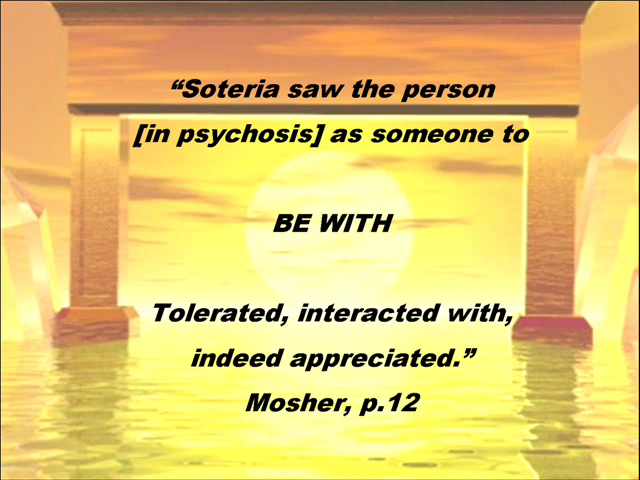 “Soteria saw the person
[in psychosis] as someone to
BE WITH
Tolerated, interacted with,
indeed appreciated.”
Mosher, p.12